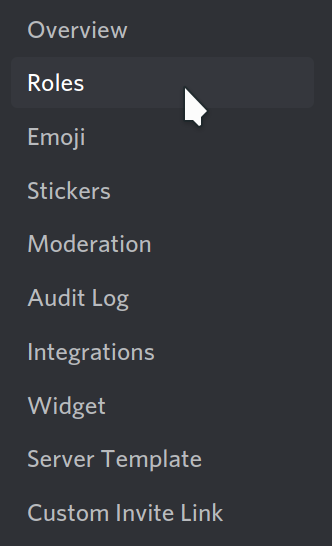 Overview
Roles
Emoji
Stickers
Moderation
Audit Log
Integrations
Widget
Server Template
Custom Invite Link